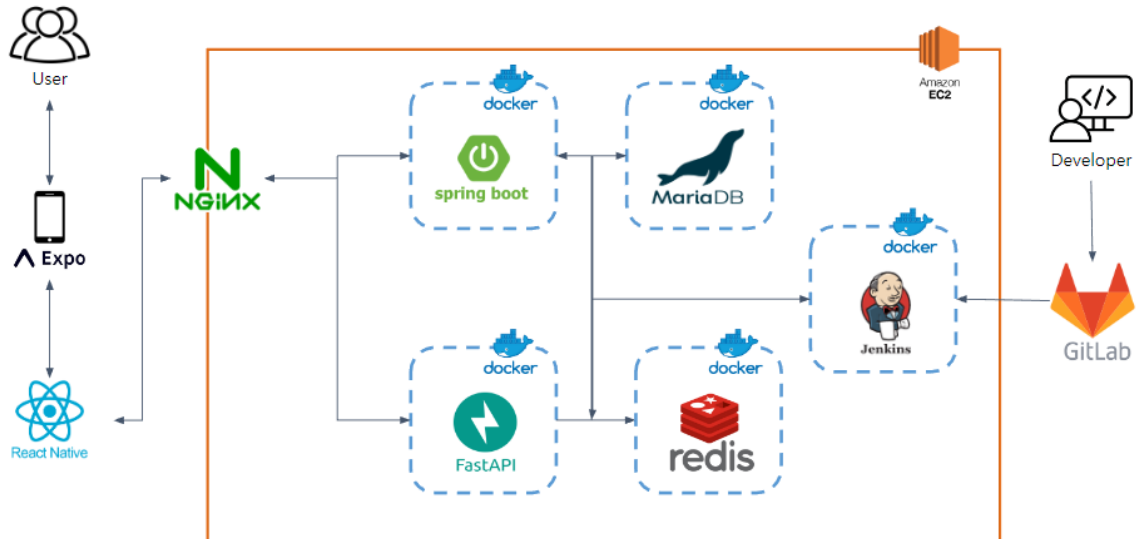 User
Expo
React Native
NGiNX
docker
spring boot
docker
MariaDB
docker
FastAPI
docker
redis
docker
Jenkins
Amazon
EC2
Developer
GitLab